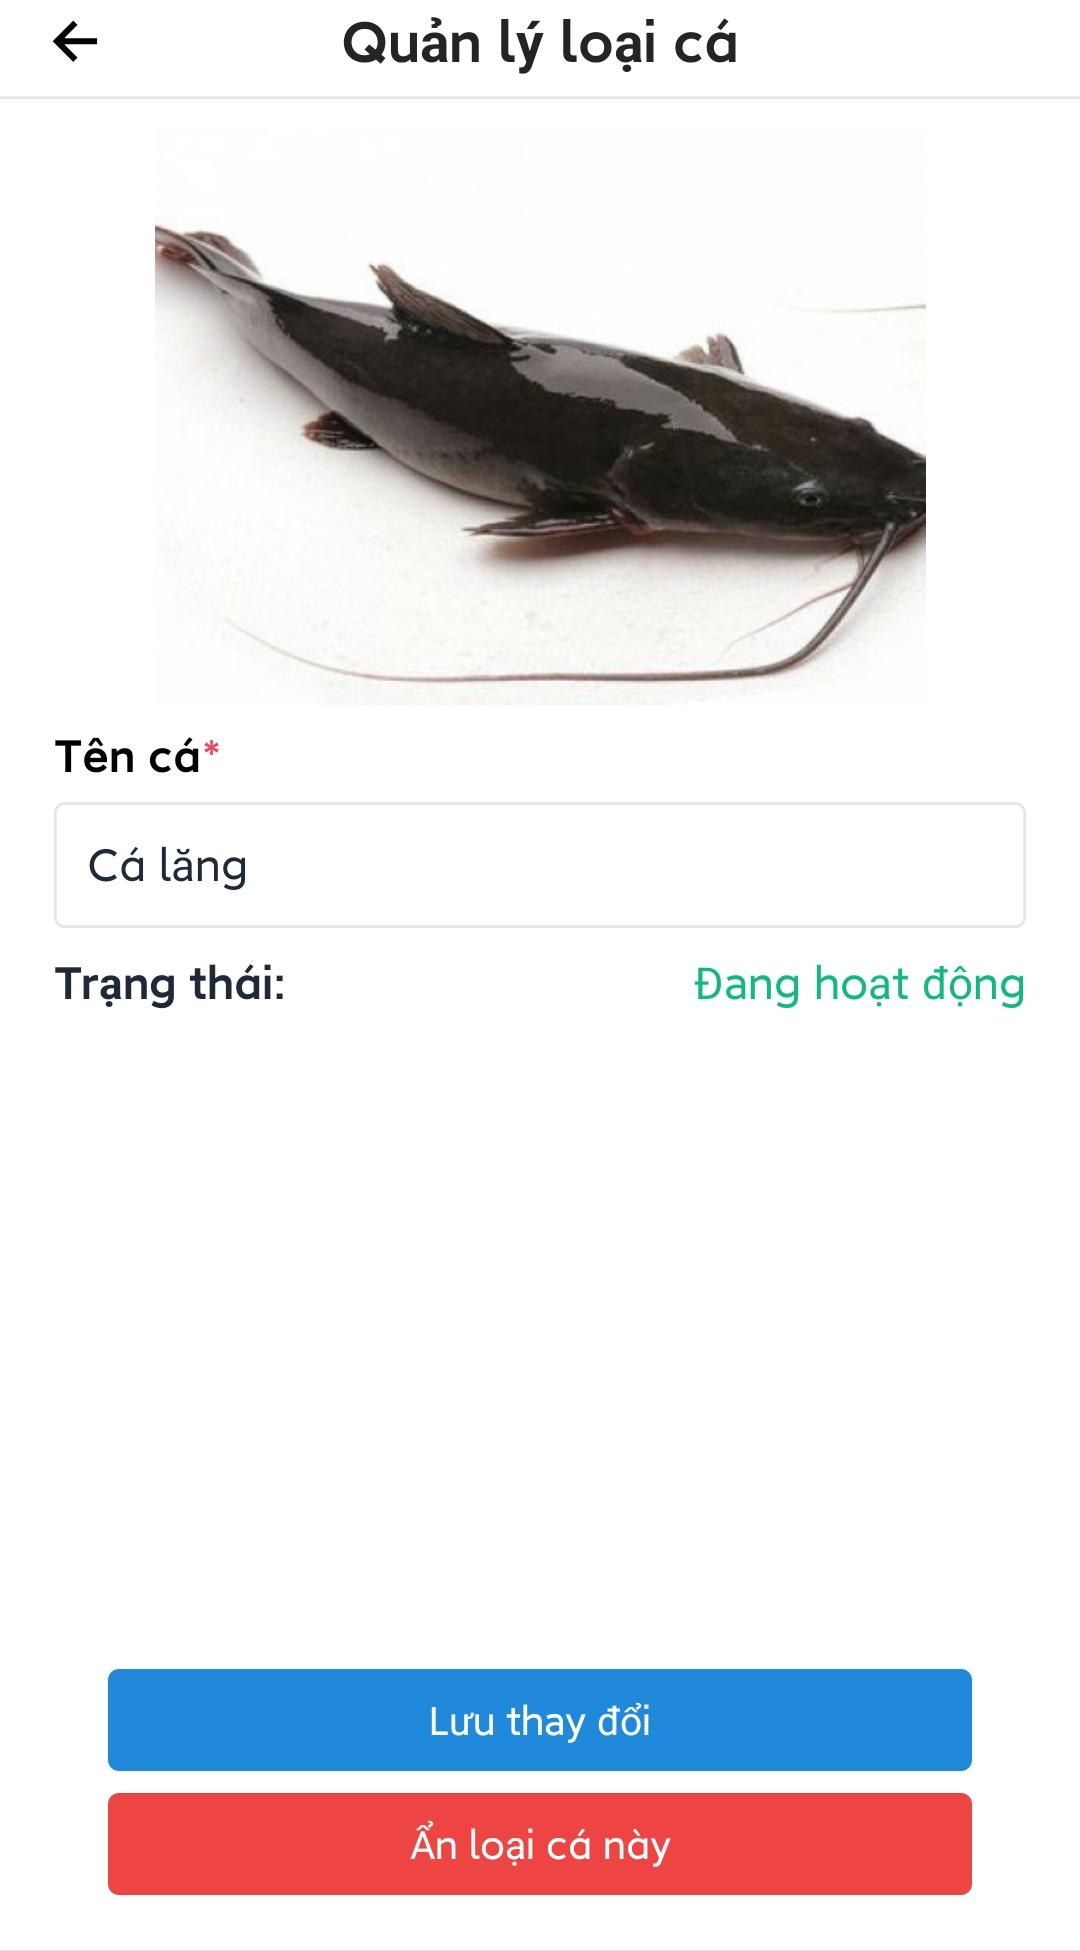 Quản lý loại cá
Tên cá*
Cá lăng
Trạng thái: Đang hoạt động
Lưu thay đổi
Ẩn loại cá này